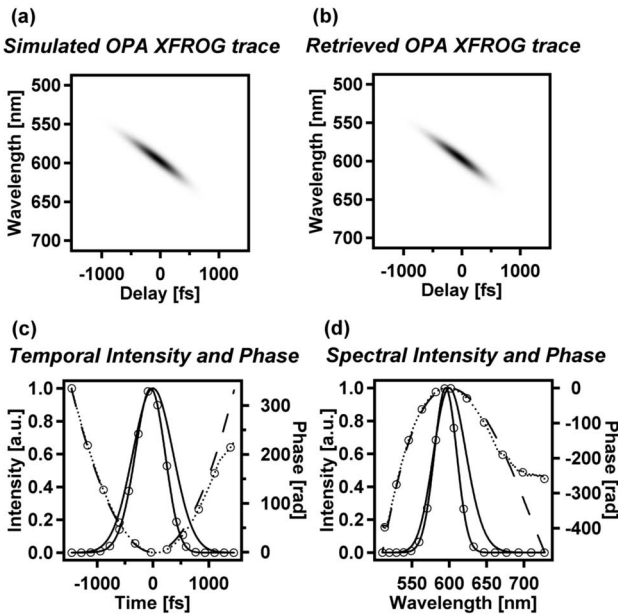 (a)
Simulated OPA XFROG trace
500
550
600
650
700
Wavelength [nm]
-1000
0
1000
Delay [fs]
(b)
Retrieved OPA XFROG trace
500
550
600
650
700
Wavelength [nm]
-1000
0
1000
Delay [fs]
(c)
Temporal Intensity and Phase
1.0
0.8
0.6
0.4
0.2
0.0
Intensity [a.u.]
300
200
100
0
Phase [rad]
-1000
0
1000
Time [fs]
(d)
Spectral Intensity and Phase
1.0
0.8
0.6
0.4
0.2
0.0
Intensity [a.u.]
0
-100
-200
-300
-400
Phase [rad]
550
600
650
700
Wavelength [nm]